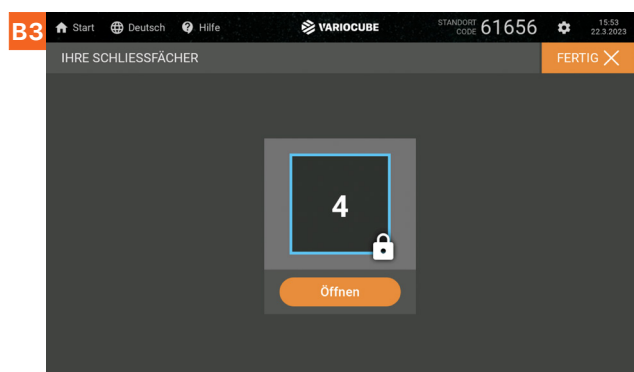 B3
Start Deutsch Hilfe VARIOCUBE STANDORT CODE 61656 15:53 22.3.2023
IHRE SCHLIESSFÄCHER FERTIG
4
Öffnen